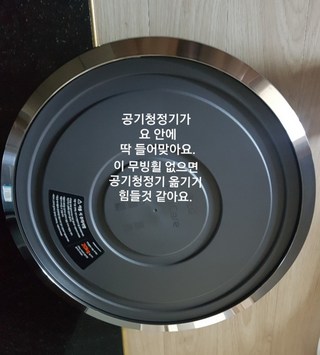 공기청정기가
요 안에
딱 들어맞아요.
이 무빙휠 없으면
공기청정기 옮기기
힘들것 같아요.